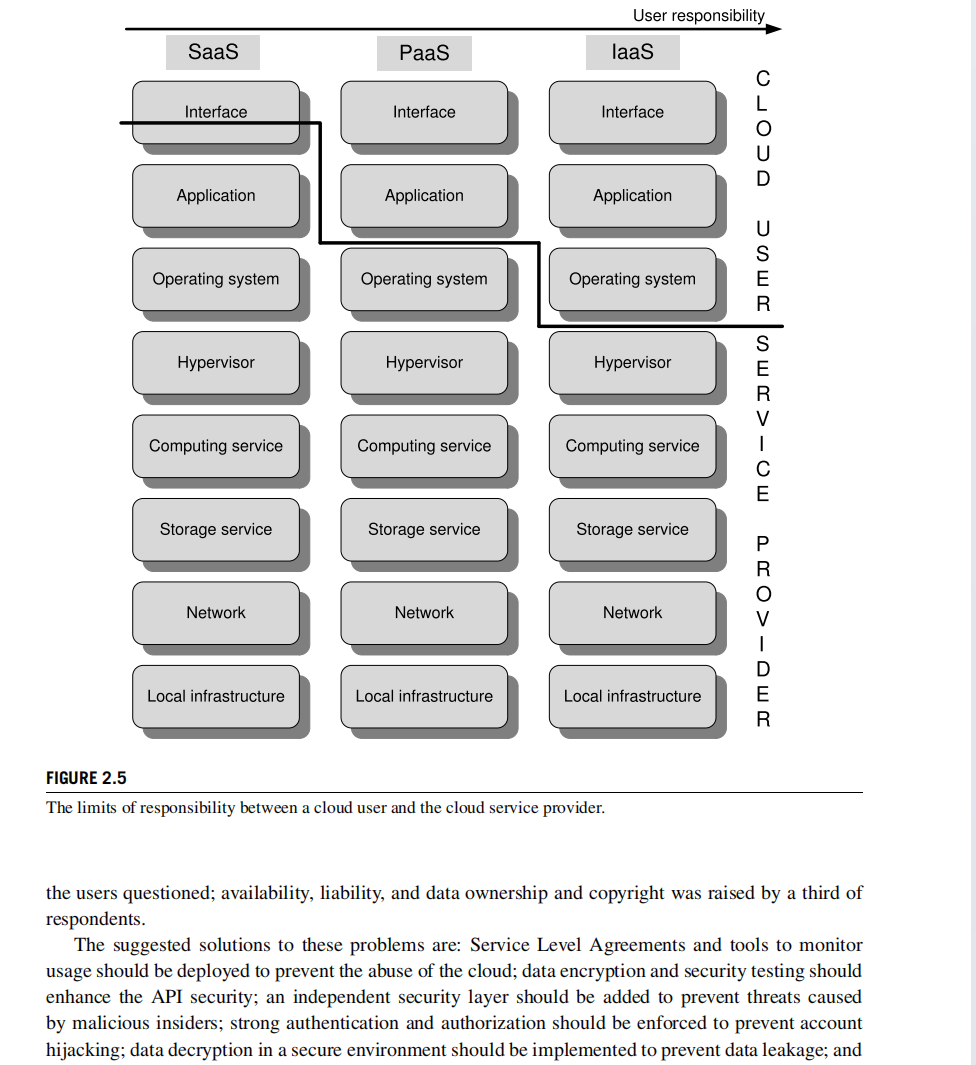 User responsibility
SaaS PaaS IaaS
Interface Interface Interface
Application Application Application
Operating system Operating system Operating system
Hypervisor Hypervisor Hypervisor
Computing service Computing service Computing service
Storage service Storage service Storage service
Network Network Network
Local infrastructure Local infrastructure Local infrastructure
CLOUD USER
SERVICE PROVIDER
FIGURE 2.5
The limits of responsibility between a cloud user and the cloud service provider.
the users questioned; availability, liability, and data ownership and copyright was raised by a third of
respondents.
The suggested solutions to these problems are: Service Level Agreements and tools to monitor
usage should be deployed to prevent the abuse of the cloud; data encryption and security testing should
enhance the API security; an independent security layer should be added to prevent threats caused
by malicious insiders; strong authentication and authorization should be enforced to prevent account
hijacking; data decryption in a secure environment should be implemented to prevent data leakage; and